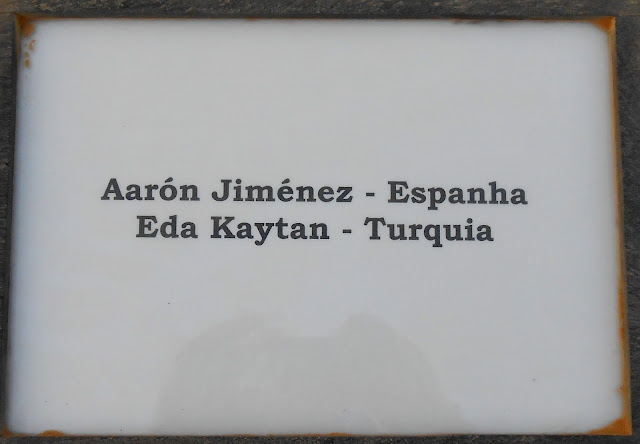 Aarón Jiménez - Espanha
Eda Kaytan - Turquia